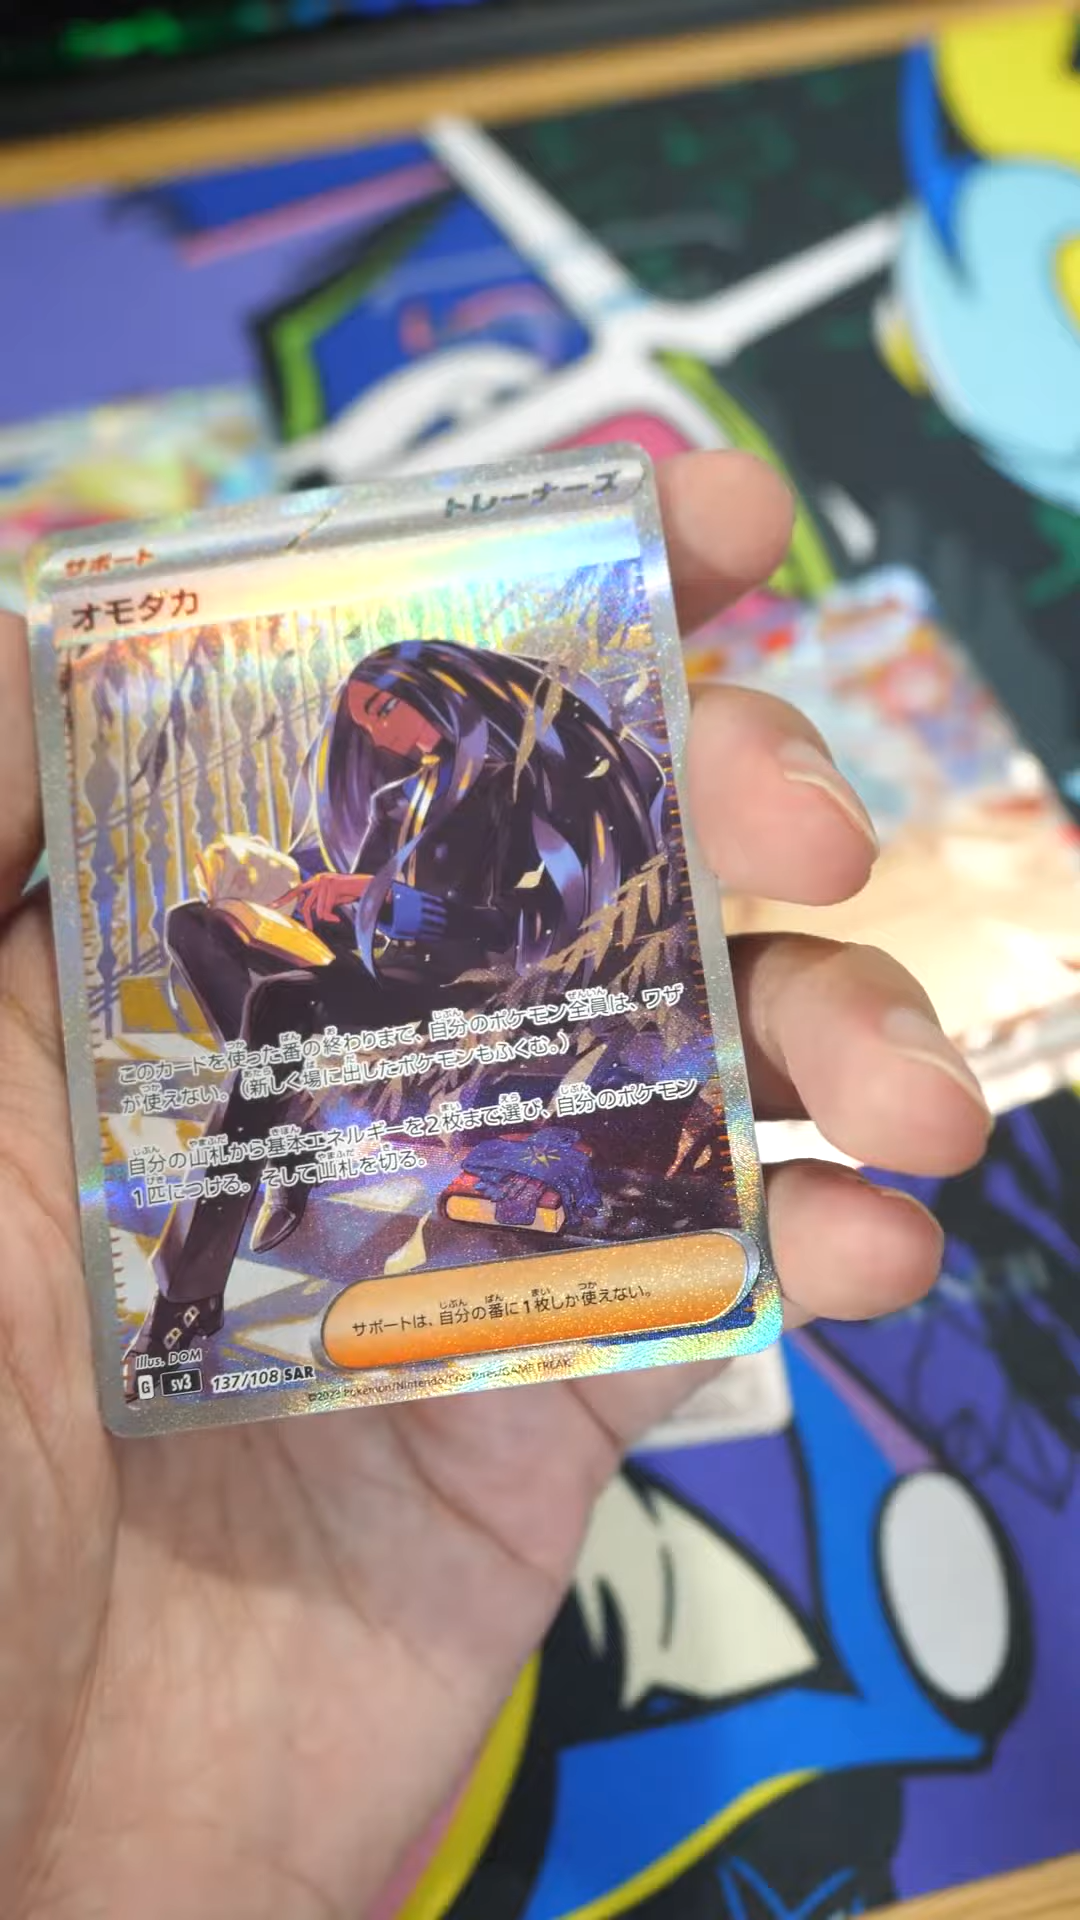 トレーナーズ
サポート
オモダカ
このカードを使った番の終わりまで、自分のポケモン全員は、ワザ
が使えない。(新しく場に出したポケモンもふくむ。)
自分の山札から基本エネルギーを2枚まで選び、自分のポケモン
1匹につける。そして山札を切る。
サポートは、自分の番に1枚しか使えない。
Illus. DOM
G SV3 137/108 SAR
©2023 Pokémon/Nintendo/Creatures/GAME FREAK